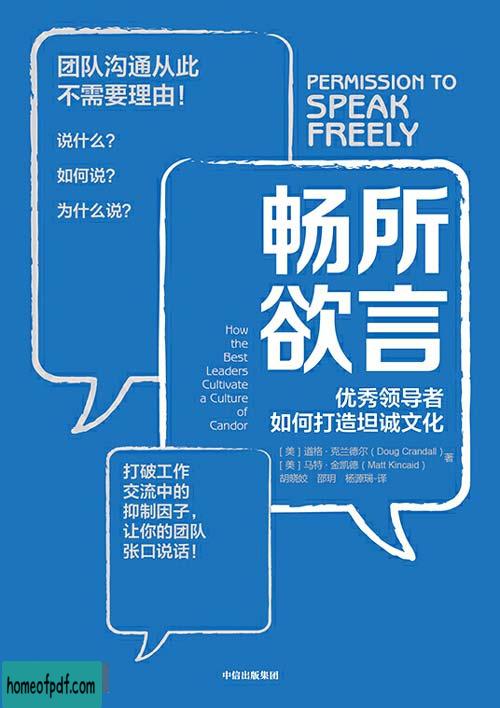 团队沟通从此
不需要理由！
说什么？
如何说？
为什么说？
PERMISSION TO
SPEAK
FREELY
畅所
欲言
How
the
Best
Leaders
Cultivate
a Culture
of
Candor
优秀领导者
如何打造坦诚文化
［美］道格·克兰德尔（Doug Crandall）
［美］马特·金凯德（Matt Kincaid） 著
胡晓姣 邵玥 杨源瑞·译
打破工作
交流中的
抑制因子，
让你的团队
张口说话！
中信出版集团
homeofpdf.com